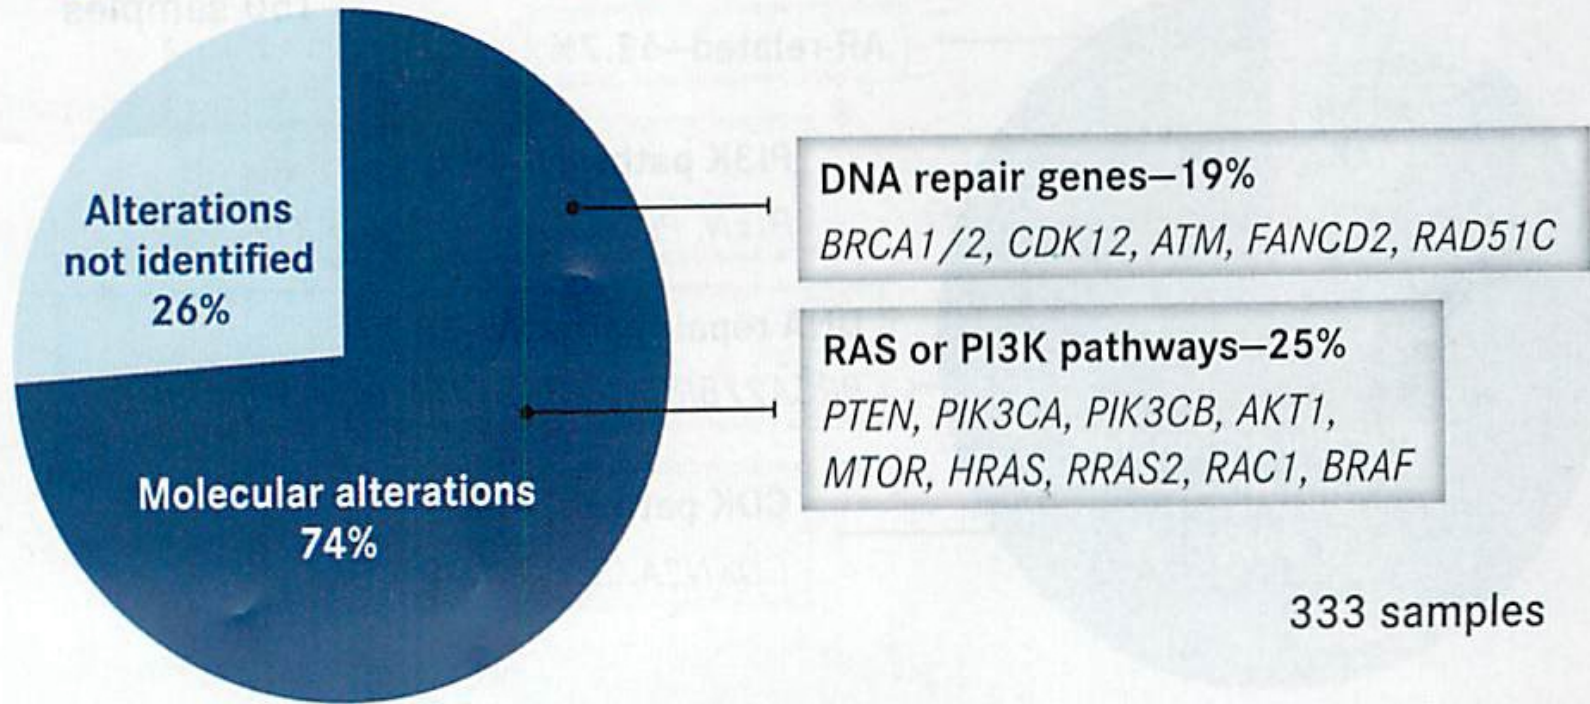 Alterations
not identified
26%
Molecular alterations
74%
DNA repair genes—19%
BRCA1/2, CDK12, ATM, FANCD2, RAD51C
RAS or PI3K pathways—25%
PTEN, PIK3CA, PIK3CB, AKT1,
MTOR, HRAS, RRAS2, RAC1, BRAF
333 samples